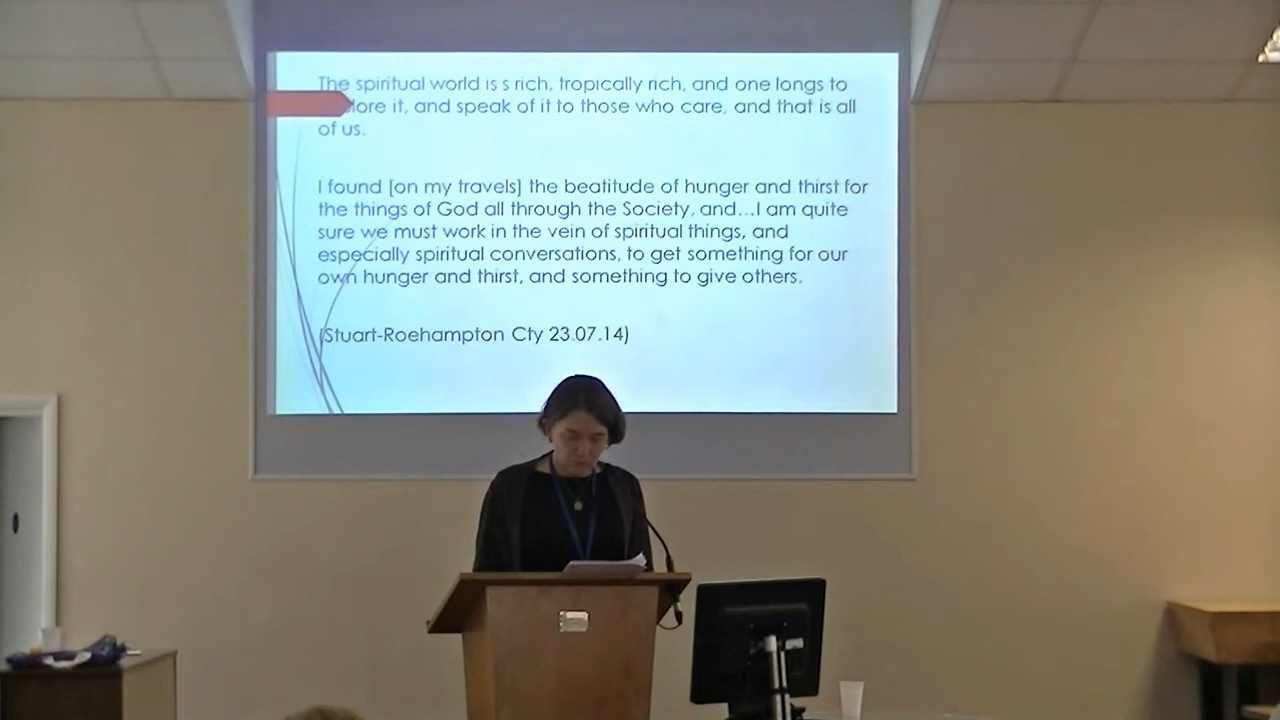 The spiritual world is s rich, tropically rich, and one longs to
lore it, and speak of it to those who care, and that is all
of us.
I found [on my travels] the beatitude of hunger and thirst for
the things of God all through the Society, and...I am quite
sure we must work in the vein of spiritual things, and
especially spiritual conversations, to get something for our
own hunger and thirst, and something to give others.
(Stuart-Roehampton Cty 23.07.14)